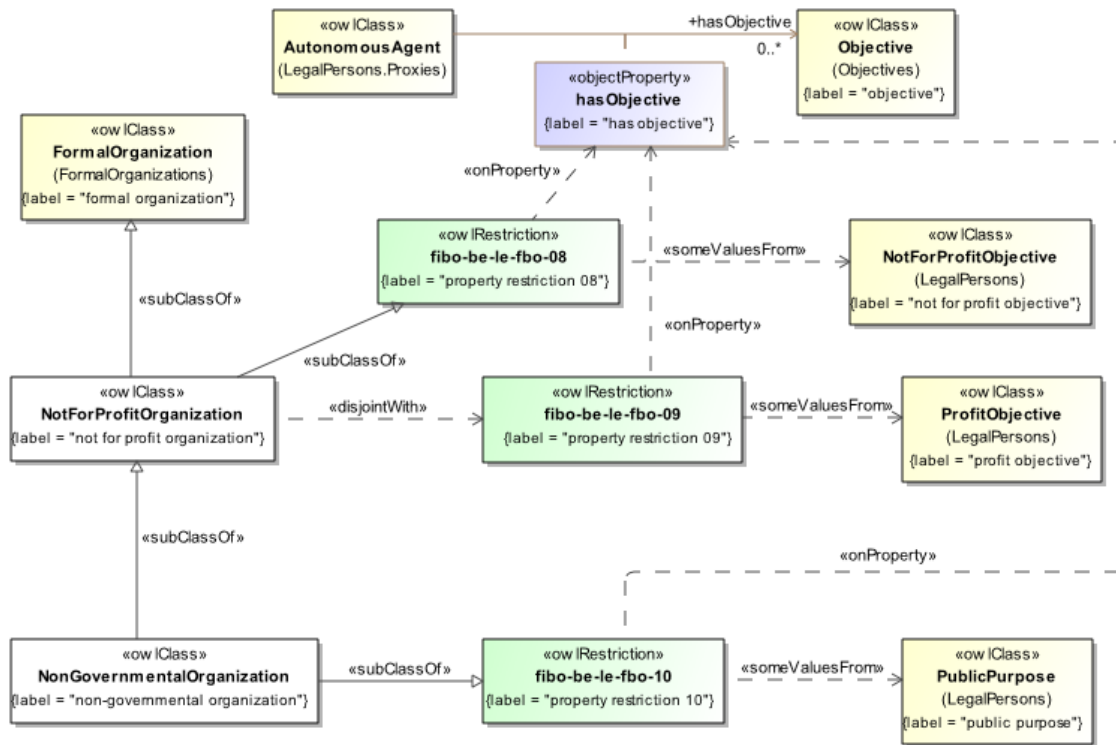 «owlClass»
AutonomousAgent
(LegalPersons.Proxies)
+hasObjective
0..*
«owlClass»
Objective
(Objectives)
{label = "objective"}
«objectProperty»
hasObjective
{label = "has objective"}
«owlClass»
FormalOrganization
(FormalOrganizations)
{label = "formal organization"}
«onProperty»
«owlRestriction»
fibo-be-le-fbo-08
{label = "property restriction 08"}
«someValuesFrom»
«owlClass»
NotForProfitObjective
(LegalPersons)
{label = "not for profit objective"}
«subClassOf»
«onProperty»
«subClassOf»
«owlClass»
NotForProfitOrganization
{label = "not for profit organization"}
«disjointWith»
«owlRestriction»
fibo-be-le-fbo-09
{label = "property restriction 09"}
«someValuesFrom»
«owlClass»
ProfitObjective
(LegalPersons)
{label = "profit objective"}
«subClassOf»
«onProperty»
«owlClass»
NonGovernmentalOrganization
{label = "non-governmental organization"}
«subClassOf»
«owlRestriction»
fibo-be-le-fbo-10
{label = "property restriction 10"}
«someValuesFrom»
«owlClass»
PublicPurpose
(LegalPersons)
{label = "public purpose"}